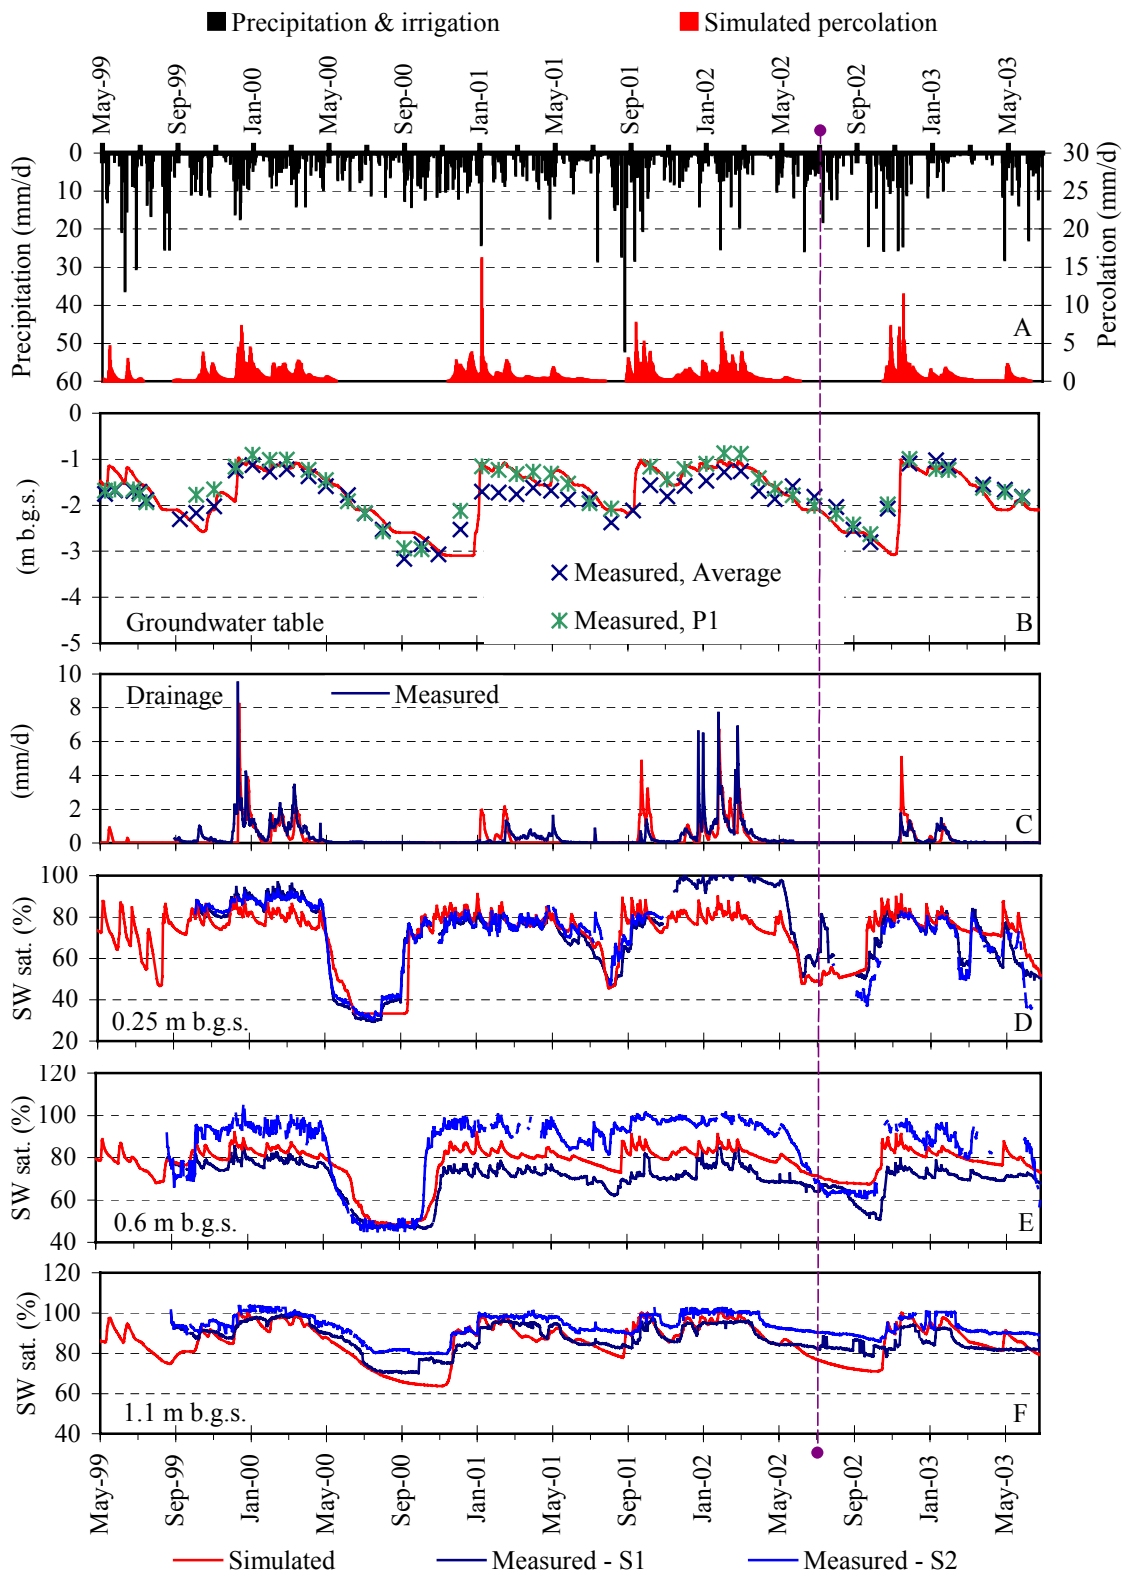 Precipitation & irrigation Simulated percolation
May-99 Sep-99 Jan-00 May-00 Sep-00 Jan-01 May-01 Sep-01 Jan-02 May-02 Sep-02 Jan-03 May-03
Precipitation (mm/d)
0
10
20
30
40
50
60
30
25
20
15
10
5
0
Percolation (mm/d)
A
(m b.g.s.)
0
-1
-2
-3
-4
-5
Measured, Average
Measured, P1
Groundwater table
B
(mm/d)
10
8
6
4
2
0
Drainage Measured
C
SW sat. (%)
100
80
60
40
20
0.25 m b.g.s.
D
SW sat. (%)
120
100
80
60
40
0.6 m b.g.s.
E
SW sat. (%)
120
100
80
60
40
1.1 m b.g.s.
F
May-99 Sep-99 Jan-00 May-00 Sep-00 Jan-01 May-01 Sep-01 Jan-02 May-02 Sep-02 Jan-03 May-03
Simulated Measured - S1 Measured - S2